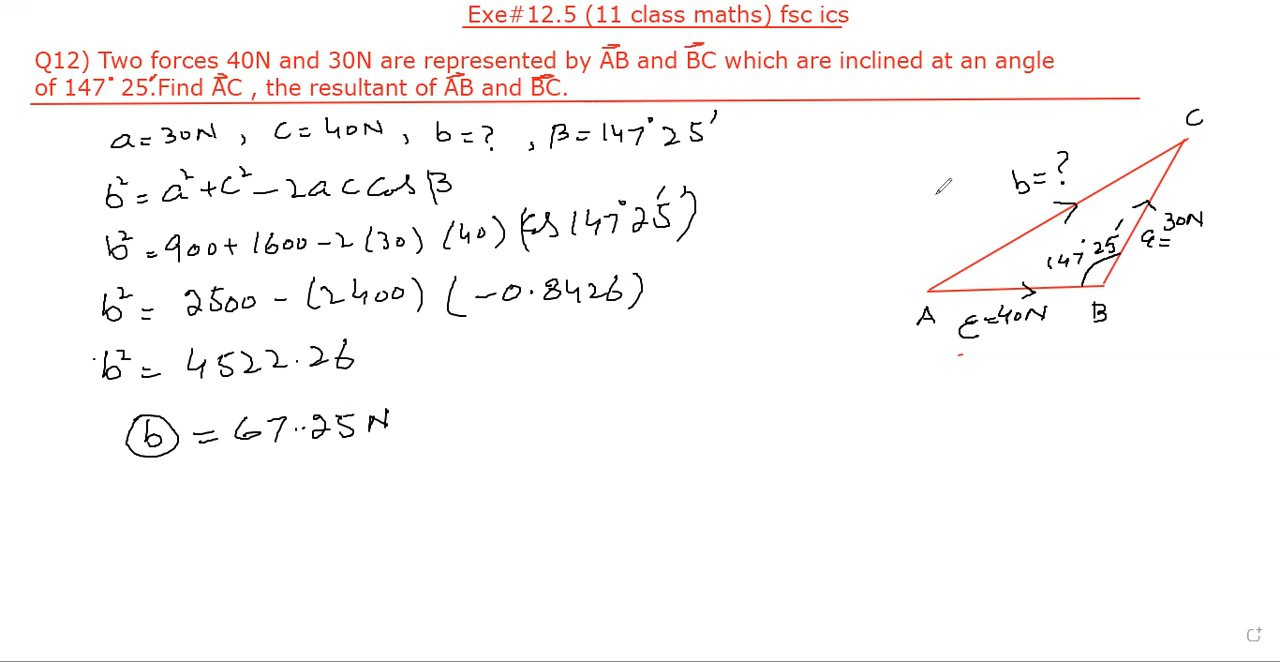 Exe#12.5 (11 class maths) fsc ics
Q12) Two forces 40N and 30N are represented by AB and BC which are inclined at an angle
of 147° 25′.Find AC , the resultant of AB and BC.
a = 30N , c = 40N , b = ? , β = 147° 25′
b² = a² + c² - 2ac Cos β
b² = 900 + 1600 - 2 (30) (40) (Cos 147° 25′)
b² = 2500 - (2400) (-0.8426)
b² = 4522.26
b = 67.25 N
C
b = ?
30N
a =
147° 25′
A
c = 40N
B